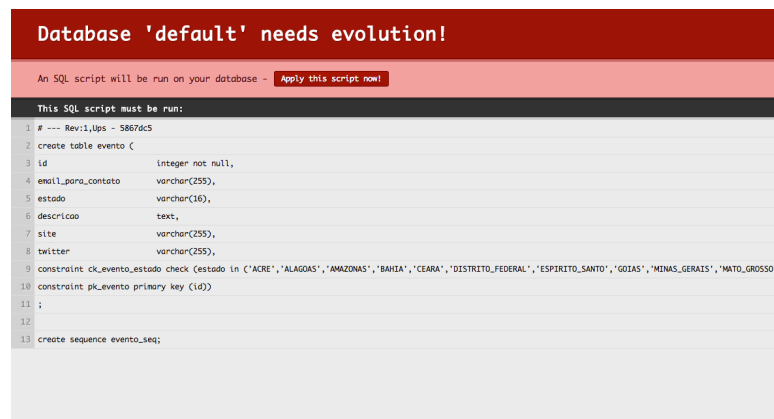 Database 'default' needs evolution!
An SQL script will be run on your database - Apply this script now!
This SQL script must be run:
1 # --- Rev:1,Ups - 5867dc5
2 create table evento (
3 id integer not null,
4 email_para_contato varchar(255),
5 estado varchar(16),
6 descricao text,
7 site varchar(255),
8 twitter varchar(255),
9 constraint ck_evento_estado check (estado in ('ACRE','ALAGOAS','AMAZONAS','BAHIA','CEARA','DISTRITO_FEDERAL','ESPIRITO_SANTO','GOIAS','MINAS_GERAIS','MATO_GROSSO
10 constraint pk_evento primary key (id))
11 ;
12
13 create sequence evento_seq;